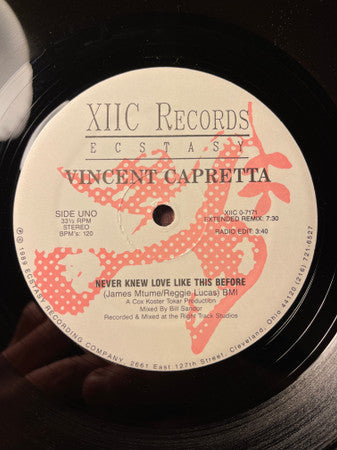 XIIC RECORDS
ECSTASY
VINCENT CAPRETTA
SIDE UNO
33⅓ RPM
STEREO
BPM's: 120
XIIC 0-7171
EXTENDED REMIX: 7:30
RADIO EDIT: 3:40
NEVER KNEW LOVE LIKE THIS BEFORE
(James Mtume/Reggie Lucas) BMI
A Cox Koster Tokar Production
Mixed By Bill Sandor
Recorded & Mixed at the Right Track Studios
℗ © 1989 ECSTASY RECORDING COMPANY, 2661 East 127th Street, Cleveland, Ohio 44120 (216) 721-6527